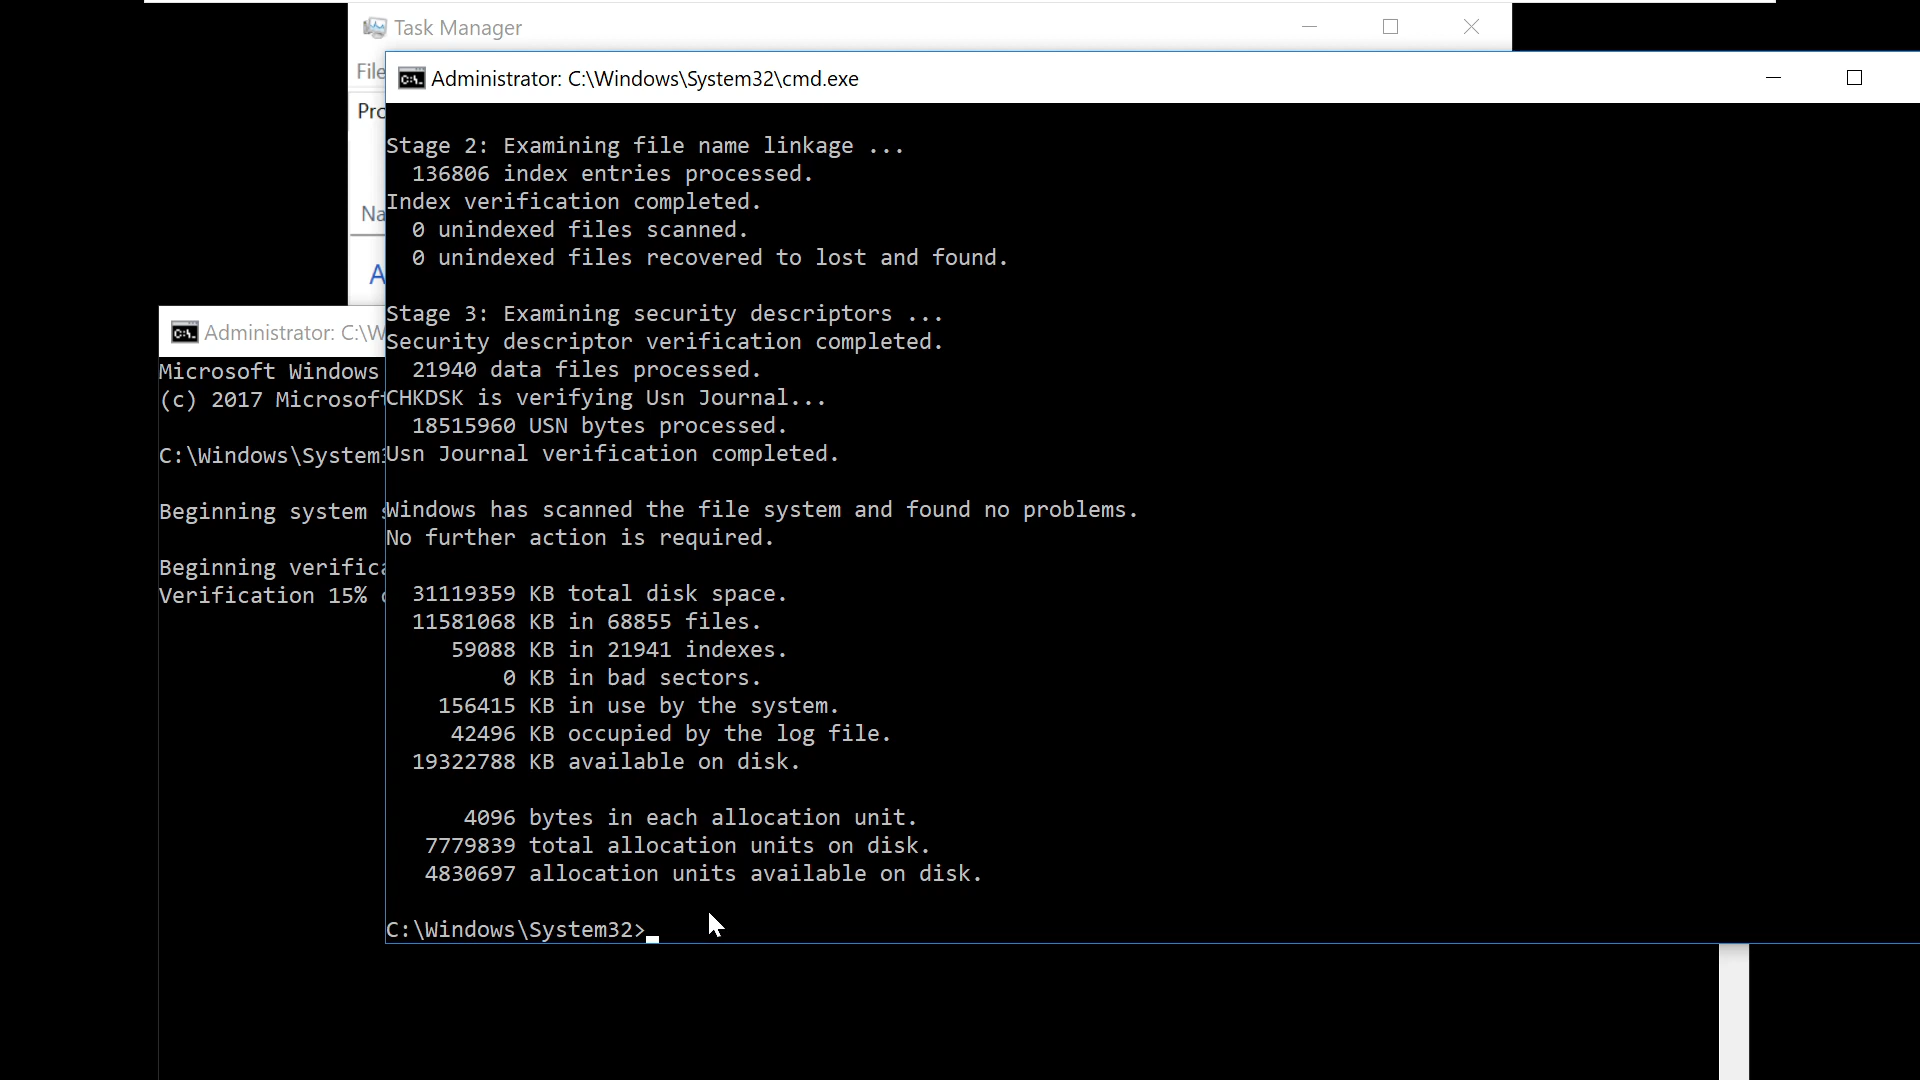 Task Manager
File
Administrator: C:\Windows\System32\cmd.exe
Stage 2: Examining file name linkage ...
136806 index entries processed.
Index verification completed.
0 unindexed files scanned.
0 unindexed files recovered to lost and found.
Stage 3: Examining security descriptors ...
Security descriptor verification completed.
21940 data files processed.
CHKDSK is verifying Usn Journal...
18515960 USN bytes processed.
Usn Journal verification completed.
Windows has scanned the file system and found no problems.
No further action is required.
31119359 KB total disk space.
11581068 KB in 68855 files.
59088 KB in 21941 indexes.
0 KB in bad sectors.
156415 KB in use by the system.
42496 KB occupied by the log file.
19322788 KB available on disk.
4096 bytes in each allocation unit.
7779839 total allocation units on disk.
4830697 allocation units available on disk.
C:\Windows\System32>
Administrator: C:\W
Microsoft Windows
(c) 2017 Microsoft
C:\Windows\System
Beginning system
Beginning verifica
Verification 15%